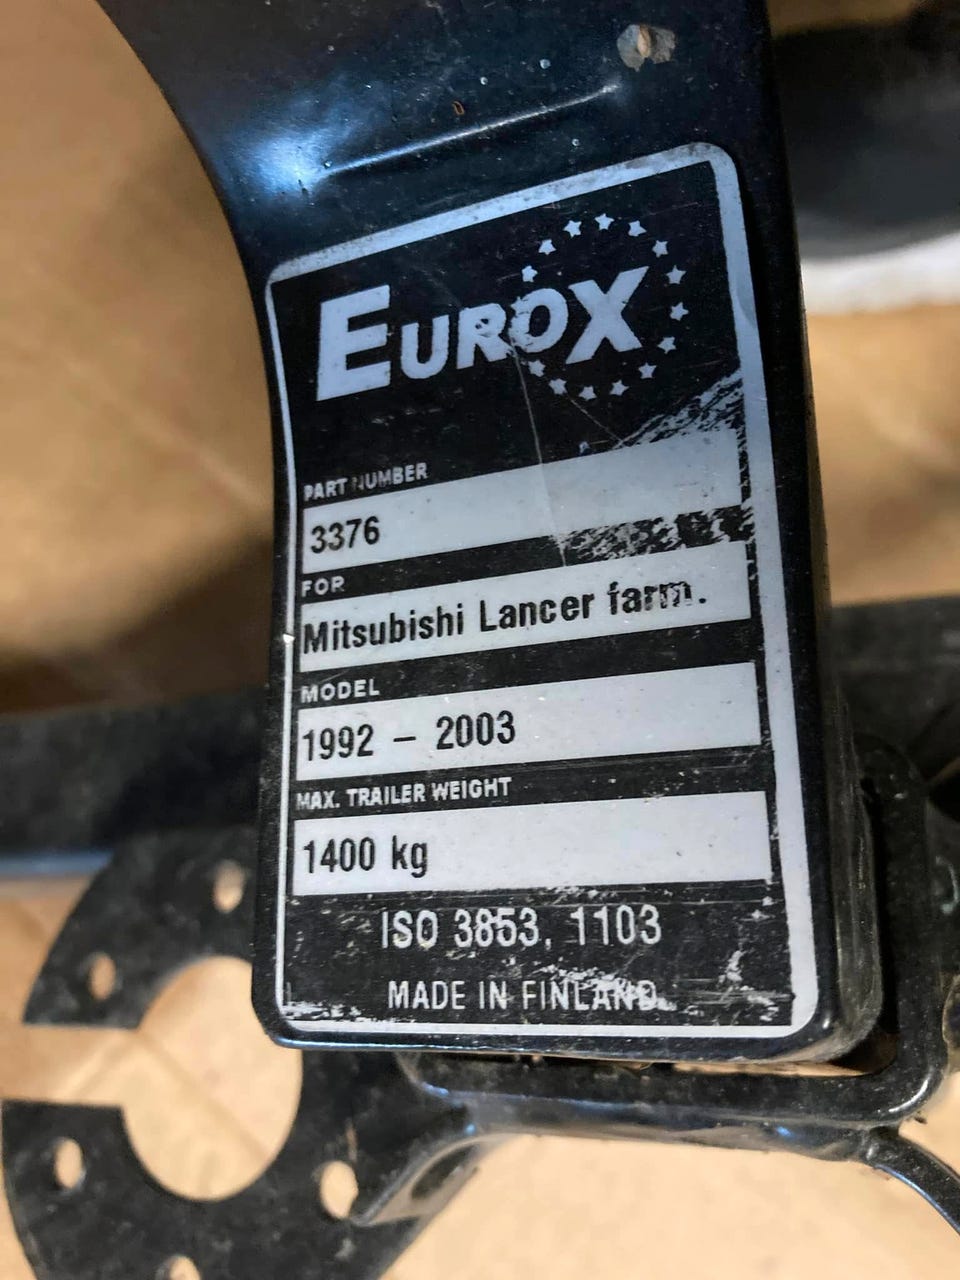 EUROX
PART NUMBER
3376
FOR
Mitsubishi Lancer farm.
MODEL
1992 - 2003
MAX. TRAILER WEIGHT
1400 kg
ISO 3853, 1103
MADE IN FINLAND